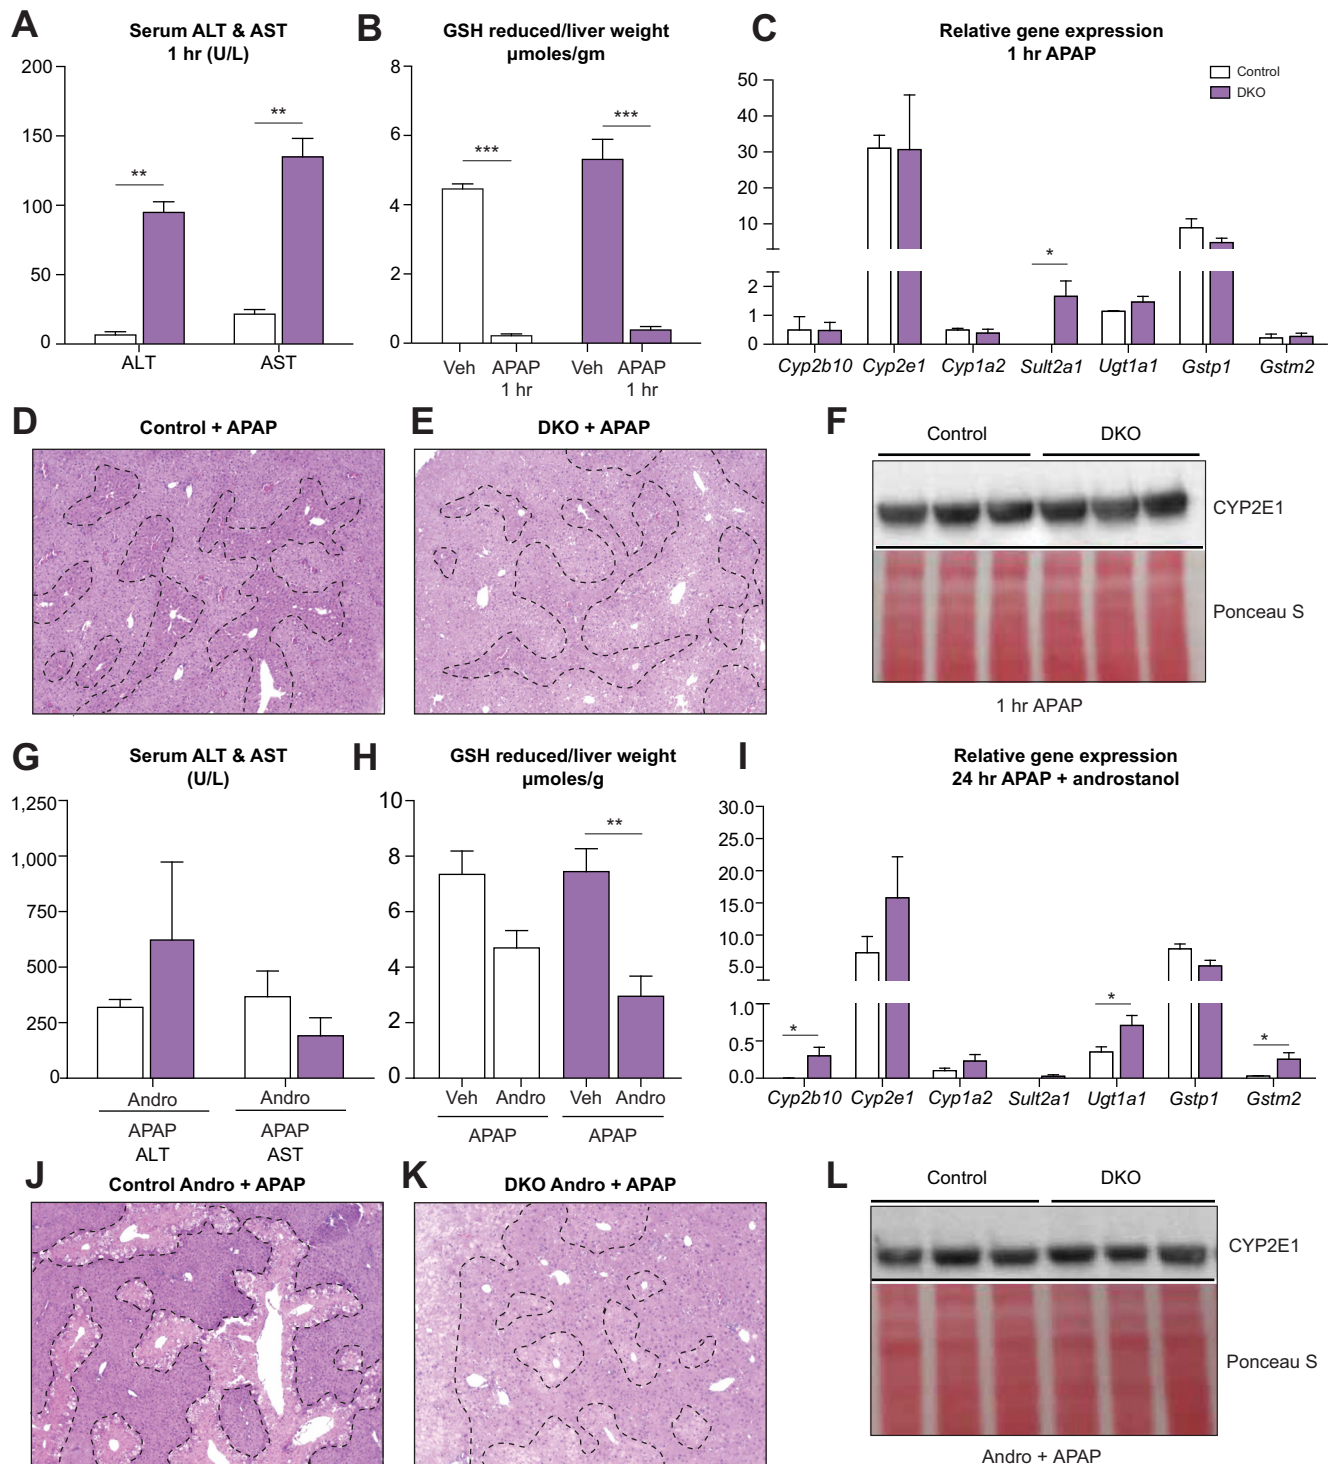 A
Serum ALT & AST
1 hr (U/L)
200
150
100
50
0
**
**
ALT
AST
B
GSH reduced/liver weight
µmoles/gm
8
6
4
2
0
***
***
Veh
APAP
1 hr
Veh
APAP
1 hr
C
Relative gene expression
1 hr APAP
Control
DKO
50
40
30
20
10
2
1
0
*
Cyp2b10
Cyp2e1
Cyp1a2
Sult2a1
Ugt1a1
Gstp1
Gstm2
D
Control + APAP
E
DKO + APAP
F
Control
DKO
CYP2E1
Ponceau S
1 hr APAP
G
Serum ALT & AST
(U/L)
1,250
1,000
750
500
250
0
Andro
Andro
APAP
APAP
ALT
AST
H
GSH reduced/liver weight
µmoles/g
10
8
6
4
2
0
**
Veh
Andro
Veh
Andro
APAP
APAP
I
Relative gene expression
24 hr APAP + androstanol
30.0
25.0
20.0
15.0
10.0
5.0
1.0
0.5
0.0
*
*
*
Cyp2b10
Cyp2e1
Cyp1a2
Sult2a1
Ugt1a1
Gstp1
Gstm2
J
Control Andro + APAP
K
DKO Andro + APAP
L
Control
DKO
CYP2E1
Ponceau S
Andro + APAP